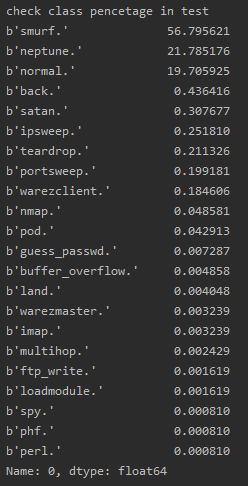 check class pencetage in test
b'smurf.' 56.795621
b'neptune.' 21.785176
b'normal.' 19.705925
b'back.' 0.436416
b'satan.' 0.307677
b'ipsweep.' 0.251810
b'teardrop.' 0.211326
b'portsweep.' 0.199181
b'warezclient.' 0.184606
b'nmap.' 0.048581
b'pod.' 0.042913
b'guess_passwd.' 0.007287
b'buffer_overflow.' 0.004858
b'land.' 0.004048
b'warezmaster.' 0.003239
b'imap.' 0.003239
b'multihop.' 0.002429
b'ftp_write.' 0.001619
b'loadmodule.' 0.001619
b'spy.' 0.000810
b'phf.' 0.000810
b'perl.' 0.000810
Name: 0, dtype: float64